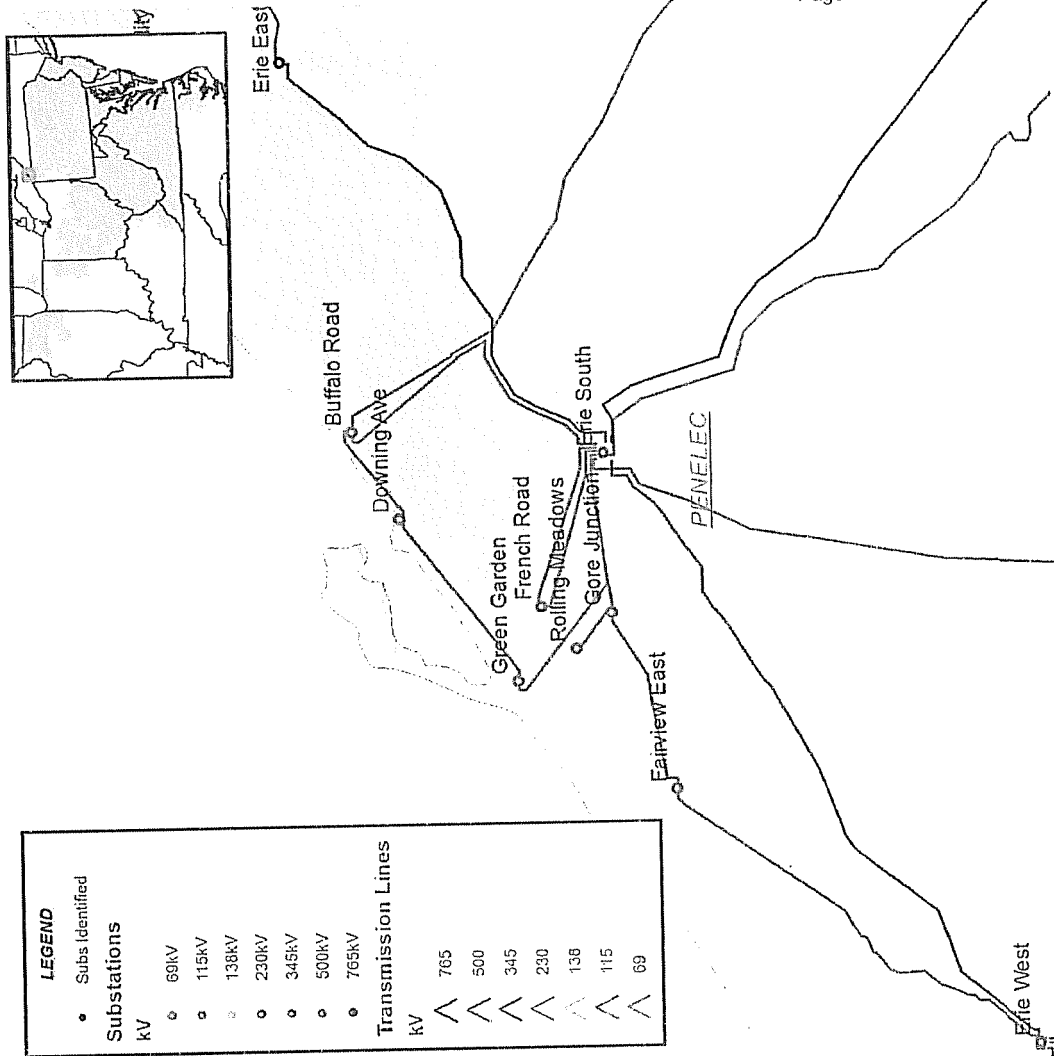 Erie East
Buffalo Road
Downing Ave
Erie South
Green Garden
French Road
Rolling Meadows
Gore Junction
PENELEC
Fairview East
Erie West
LEGEND
Subs Identified
Substations
kV
69kV
115kV
138kV
230kV
345kV
500kV
765kV
Transmission Lines
kV
765
500
345
230
138
115
69